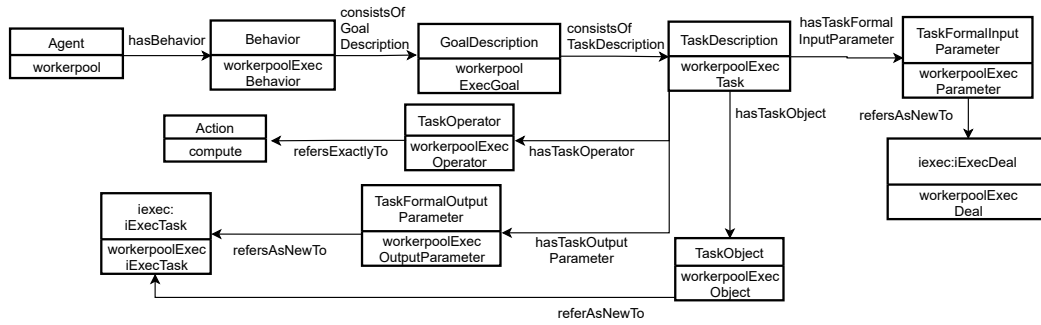 Agent
workerpool
hasBehavior
Behavior
workerpoolExec
Behavior
consistsOf
Goal
Description
GoalDescription
workerpool
ExecGoal
consistsOf
TaskDescription
TaskDescription
workerpoolExec
Task
hasTaskFormal
InputParameter
TaskFormalInput
Parameter
workerpoolExec
Parameter
hasTaskObject
refersAsNewTo
Action
compute
refersExactlyTo
TaskOperator
workerpoolExec
Operator
hasTaskOperator
iexec:iExecDeal
workerpoolExec
Deal
iexec:
iExecTask
workerpoolExec
iExecTask
refersAsNewTo
TaskFormalOutput
Parameter
workerpoolExec
OutputParameter
hasTaskOutput
Parameter
TaskObject
workerpoolExec
Object
referAsNewTo